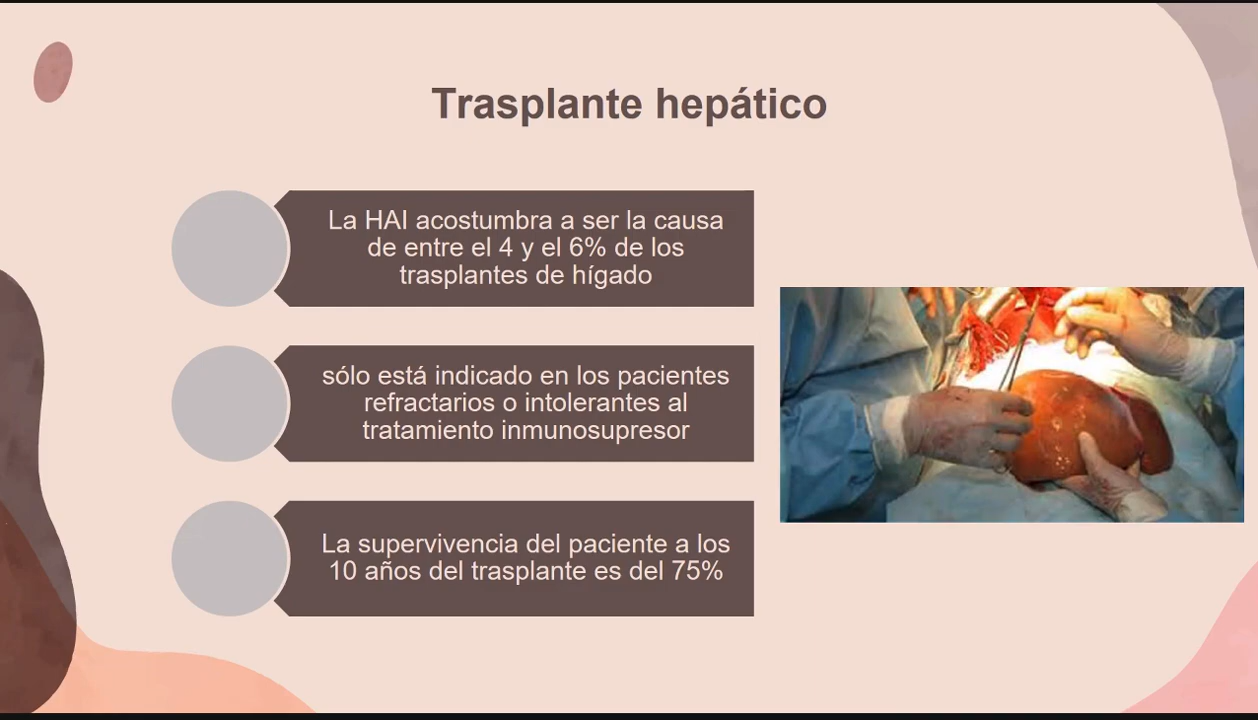 Trasplante hepático
La HAI acostumbra a ser la causa
de entre el 4 y el 6% de los
trasplantes de hígado
sólo está indicado en los pacientes
refractarios o intolerantes al
tratamiento inmunosupresor
La supervivencia del paciente a los
10 años del trasplante es del 75%